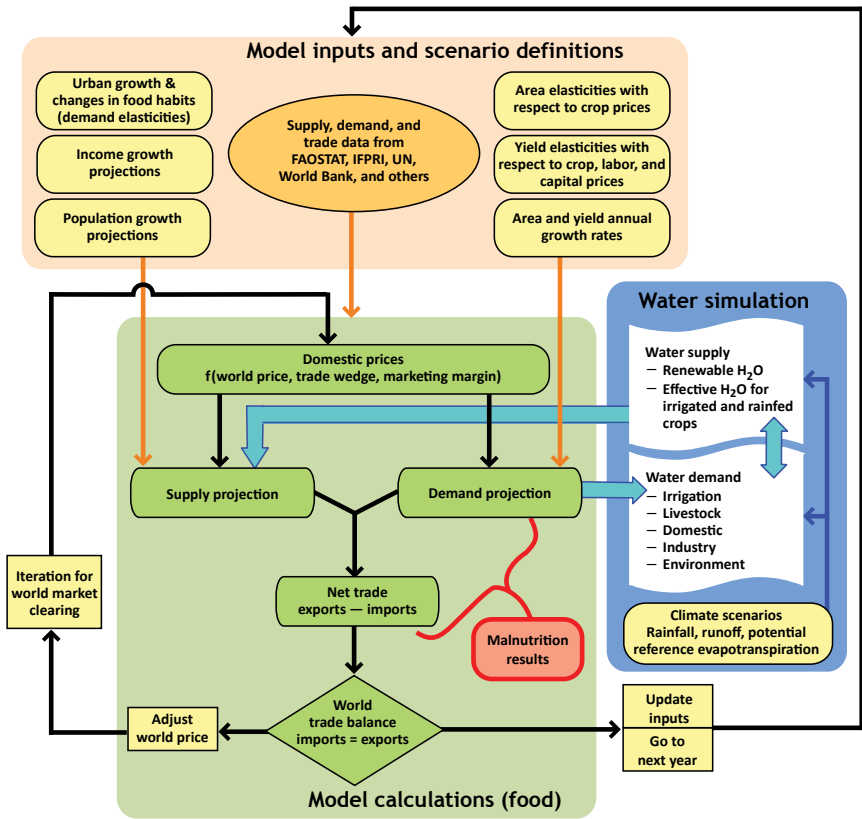 Model inputs and scenario definitions
Urban growth &
changes in food habits
(demand elasticities)
Income growth
projections
Population growth
projections
Supply, demand, and
trade data from
FAOSTAT, IFPRI, UN,
World Bank, and others
Area elasticities with
respect to crop prices
Yield elasticities with
respect to crop, labor, and
capital prices
Area and yield annual
growth rates
Water simulation
Water supply
— Renewable H₂O
— Effective H₂O for
irrigated and rainfed
crops
Water demand
— Irrigation
— Livestock
— Domestic
— Industry
— Environment
Climate scenarios
Rainfall, runoff, potential
reference evapotranspiration
Domestic prices
f(world price, trade wedge, marketing margin)
Supply projection
Demand projection
Net trade
exports — imports
Malnutrition
results
World
trade balance
imports = exports
Iteration for
world market
clearing
Adjust
world price
Update
inputs
Go to
next year
Model calculations (food)